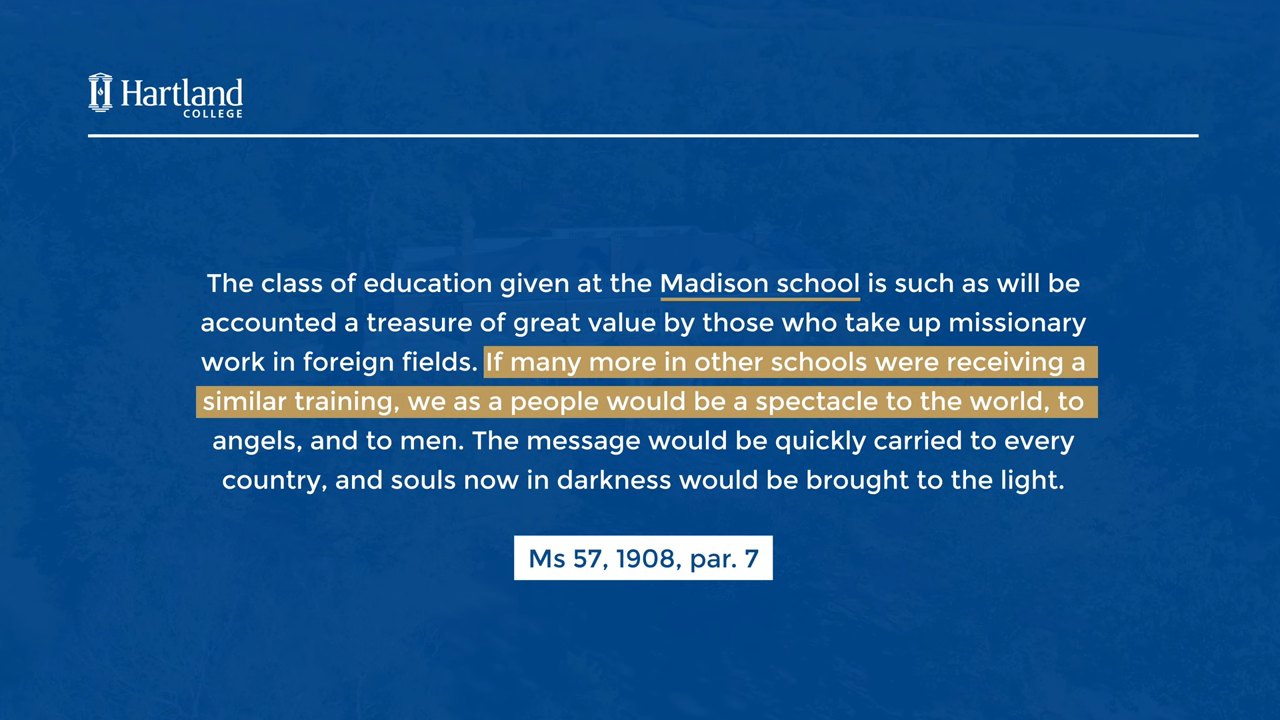 Hartland
COLLEGE
The class of education given at the Madison school is such as will be
accounted a treasure of great value by those who take up missionary
work in foreign fields. If many more in other schools were receiving a
similar training, we as a people would be a spectacle to the world, to
angels, and to men. The message would be quickly carried to every
country, and souls now in darkness would be brought to the light.
Ms 57, 1908, par. 7